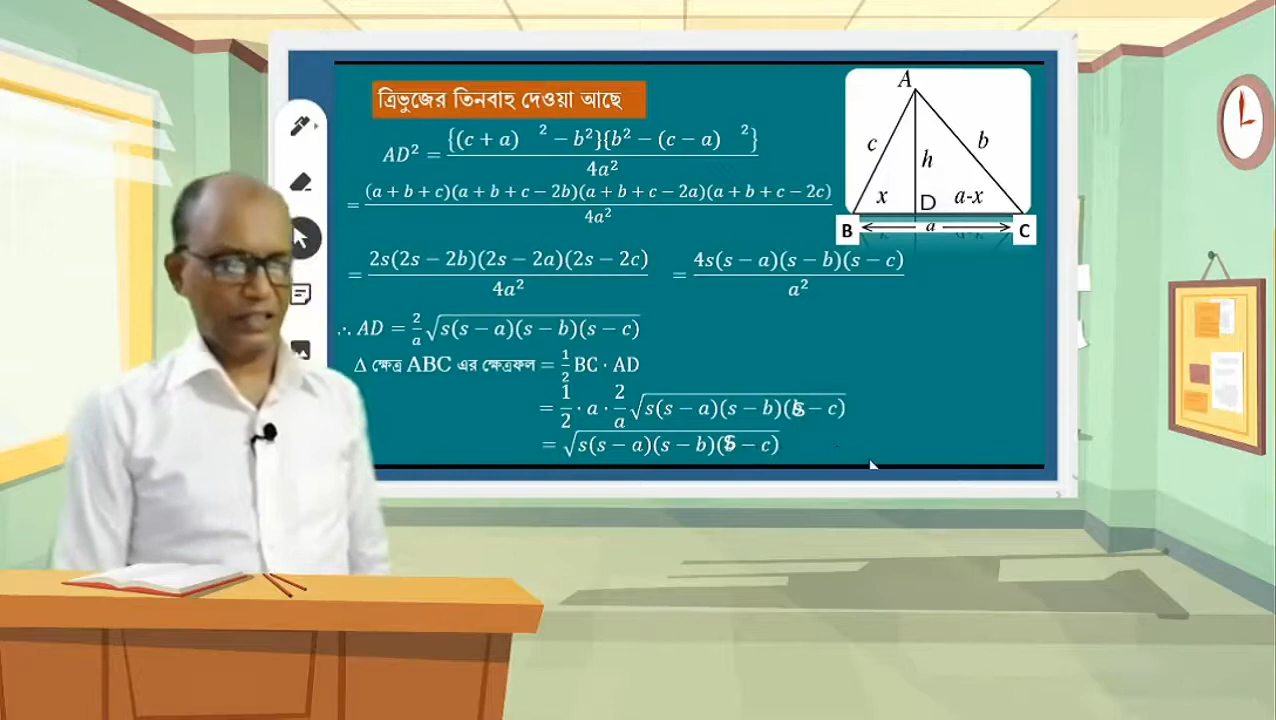 ত্রিভুজের তিনবাহু দেওয়া আছে
AD² = {(c + a) ² − b²}{b² − (c − a) ²} / 4a²
= (a + b + c)(a + b + c − 2b)(a + b + c − 2a)(a + b + c − 2c) / 4a²
= 2s(2s − 2b)(2s − 2a)(2s − 2c) / 4a² = 4s(s − a)(s − b)(s − c) / a²
∴ AD = 2/a √s(s − a)(s − b)(s − c)
Δ ক্ষেত্র ABC এর ক্ষেত্রফল = 1/2 BC · AD
= 1/2 · a · 2/a √s(s − a)(s − b)(s − c)
= √s(s − a)(s − b)(s − c)
A
c b
h
x D a-x
B a C